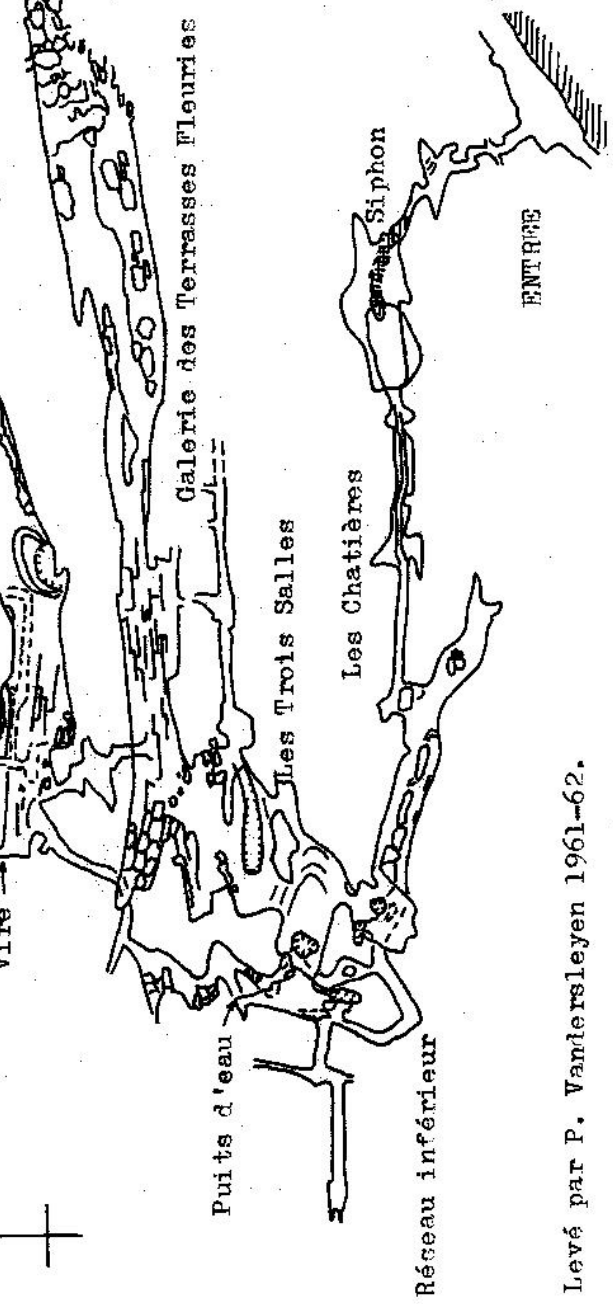 Vire
Galerie des Terrasses Fleuries
Siphon
ENTREE
Les Trois Salles
Les Chatières
Puits d'eau
Réseau inférieur
Levé par P. Vandersleyen 1961-62.